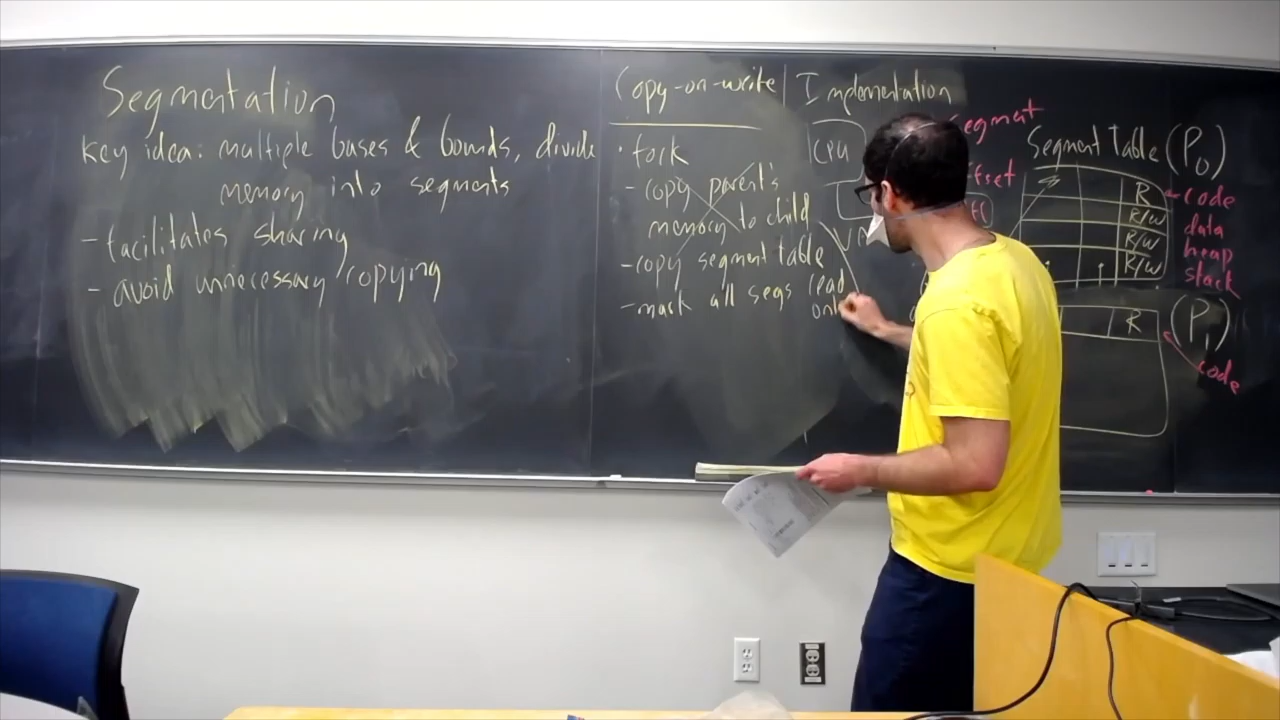 Segmentation
Key idea: multiple bases & bounds, divide
memory into segments
- facilitates sharing
- avoid unnecessary copying
Copy-on-write
• fork
- copy parent's
memory to child
- copy segment table
- mark all segs read
only
Implementation
CPU
Segment Table (P0)
R
R/W
R/W
R/W
code
data
heap
stack
R
(P1)
code